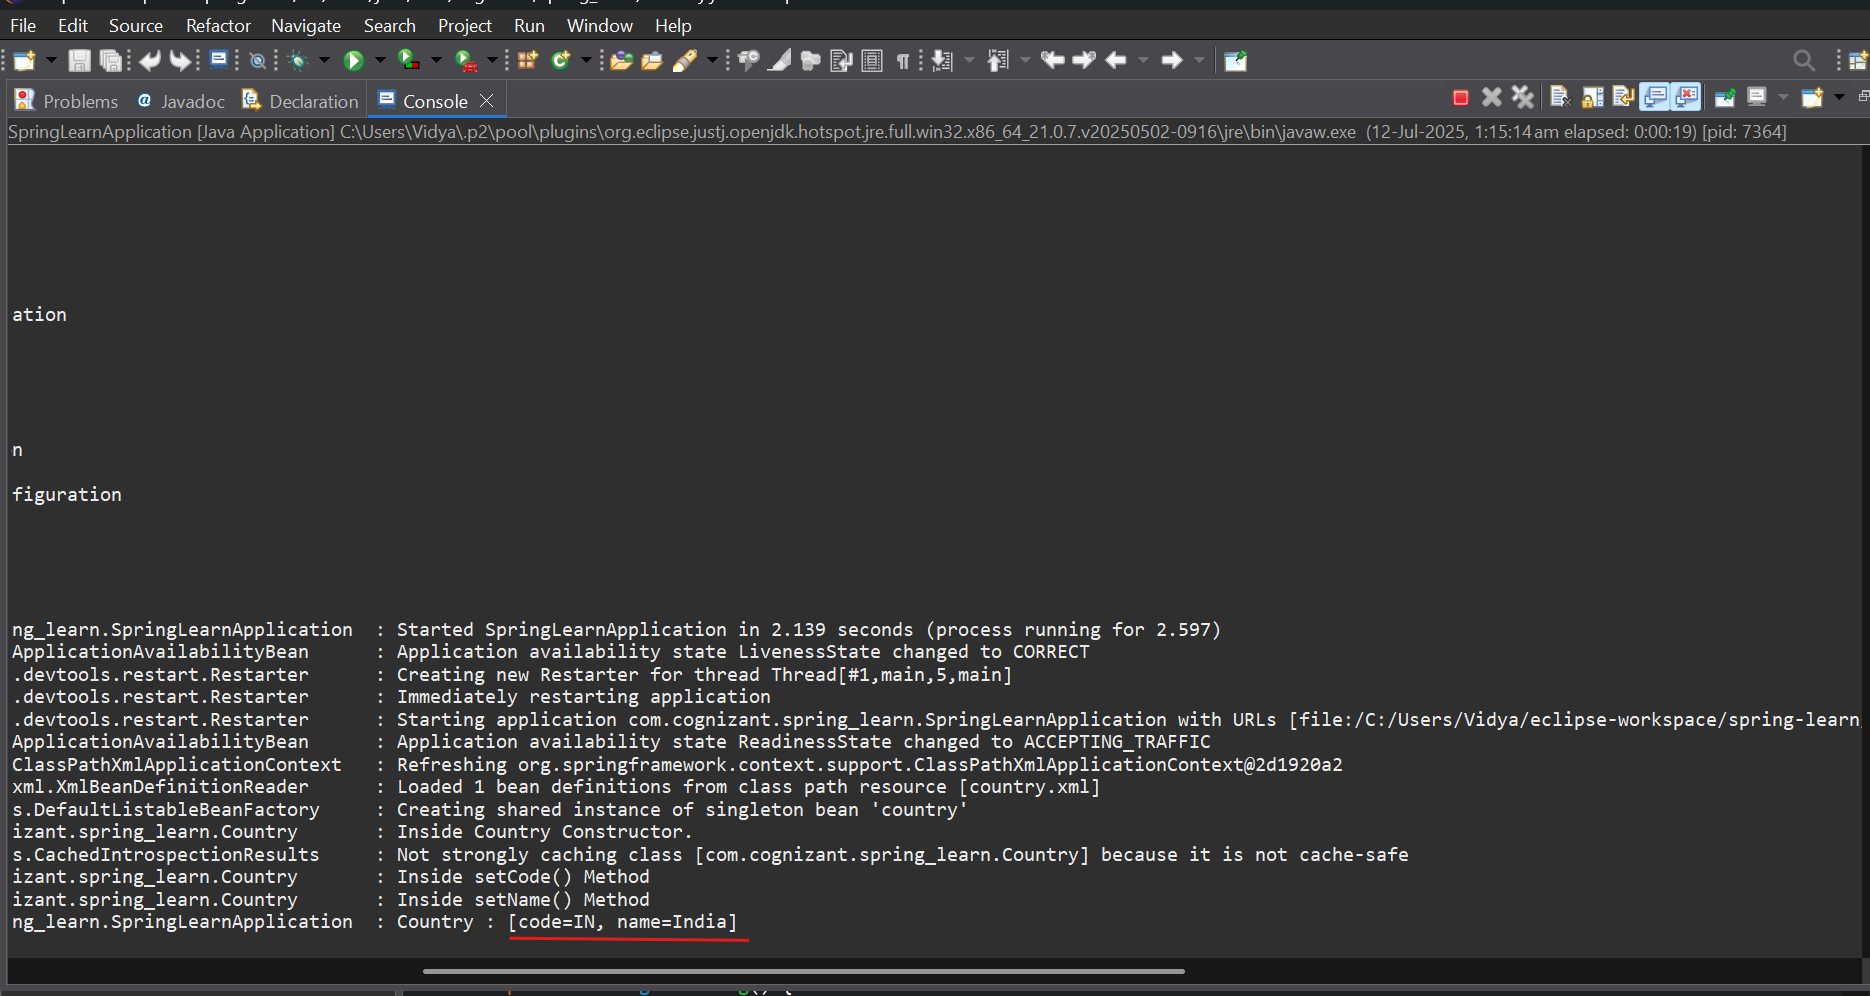 File Edit Source Refactor Navigate Search Project Run Window Help
Problems @ Javadoc Declaration Console
SpringLearnApplication [Java Application] C:\Users\Vidya\.p2\pool\plugins\org.eclipse.justj.openjdk.hotspot.jre.full.win32.x86_64_21.0.7.v20250502-0916\jre\bin\javaw.exe (12-Jul-2025, 1:15:14 am elapsed: 0:00:19) [pid: 7364]
ation
n
figuration
ng_learn.SpringLearnApplication : Started SpringLearnApplication in 2.139 seconds (process running for 2.597)
ApplicationAvailabilityBean : Application availability state LivenessState changed to CORRECT
.devtools.restart.Restarter : Creating new Restarter for thread Thread[#1,main,5,main]
.devtools.restart.Restarter : Immediately restarting application
.devtools.restart.Restarter : Starting application com.cognizant.spring_learn.SpringLearnApplication with URLs [file:/C:/Users/Vidya/eclipse-workspace/spring-learn
ApplicationAvailabilityBean : Application availability state ReadinessState changed to ACCEPTING_TRAFFIC
ClassPathXmlApplicationContext : Refreshing org.springframework.context.support.ClassPathXmlApplicationContext@2d1920a2
xml.XmlBeanDefinitionReader : Loaded 1 bean definitions from class path resource [country.xml]
s.DefaultListableBeanFactory : Creating shared instance of singleton bean 'country'
izant.spring_learn.Country : Inside Country Constructor.
s.CachedIntrospectionResults : Not strongly caching class [com.cognizant.spring_learn.Country] because it is not cache-safe
izant.spring_learn.Country : Inside setCode() Method
izant.spring_learn.Country : Inside setName() Method
ng_learn.SpringLearnApplication : Country : [code=IN, name=India]